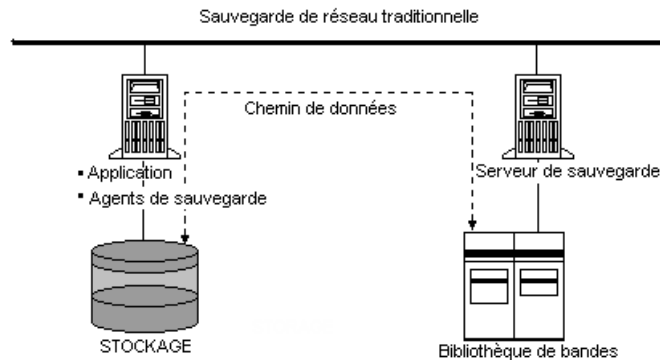 Sauvegarde de réseau traditionnelle
Chemin de données
▪ Application
▪ Agents de sauvegarde
Serveur de sauvegarde
STOCKAGE
Bibliothèque de bandes